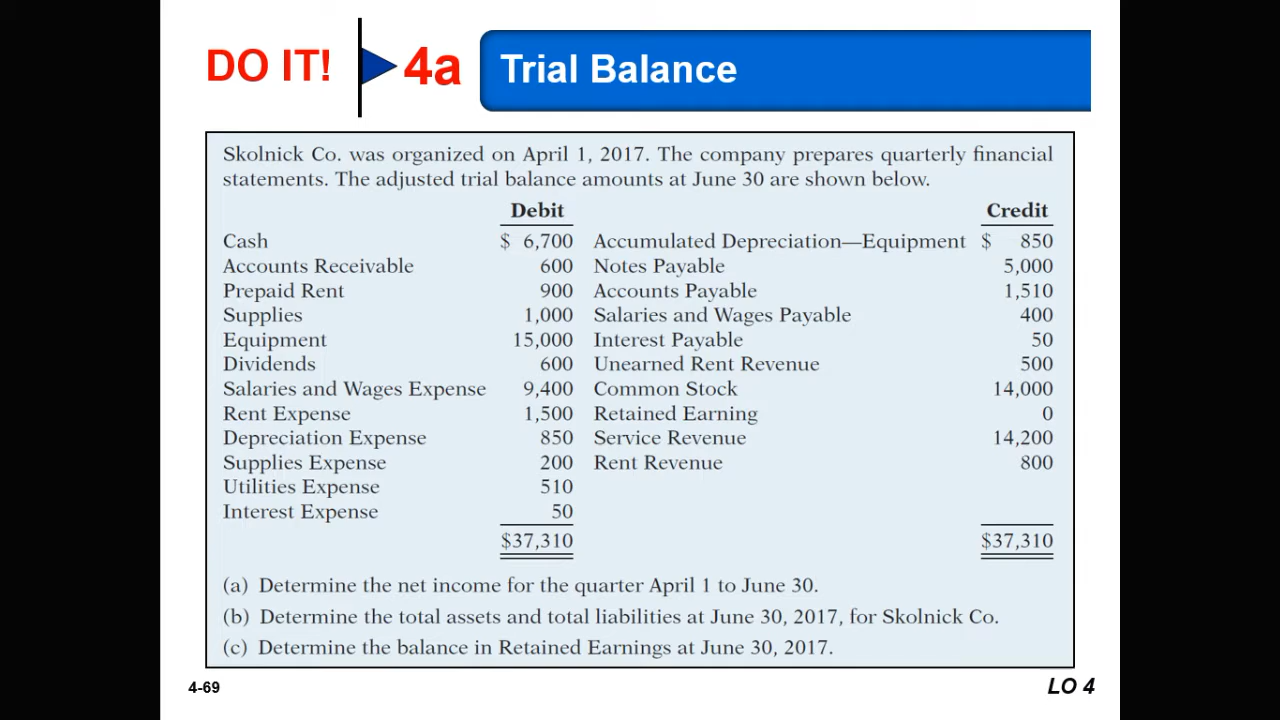 DO IT! 4a Trial Balance
Skolnick Co. was organized on April 1, 2017. The company prepares quarterly financial
statements. The adjusted trial balance amounts at June 30 are shown below.
Debit Credit
Cash $ 6,700 Accumulated Depreciation—Equipment $ 850
Accounts Receivable 600 Notes Payable 5,000
Prepaid Rent 900 Accounts Payable 1,510
Supplies 1,000 Salaries and Wages Payable 400
Equipment 15,000 Interest Payable 50
Dividends 600 Unearned Rent Revenue 500
Salaries and Wages Expense 9,400 Common Stock 14,000
Rent Expense 1,500 Retained Earning 0
Depreciation Expense 850 Service Revenue 14,200
Supplies Expense 200 Rent Revenue 800
Utilities Expense 510
Interest Expense 50
$37,310 $37,310
(a) Determine the net income for the quarter April 1 to June 30.
(b) Determine the total assets and total liabilities at June 30, 2017, for Skolnick Co.
(c) Determine the balance in Retained Earnings at June 30, 2017.
4-69 LO 4